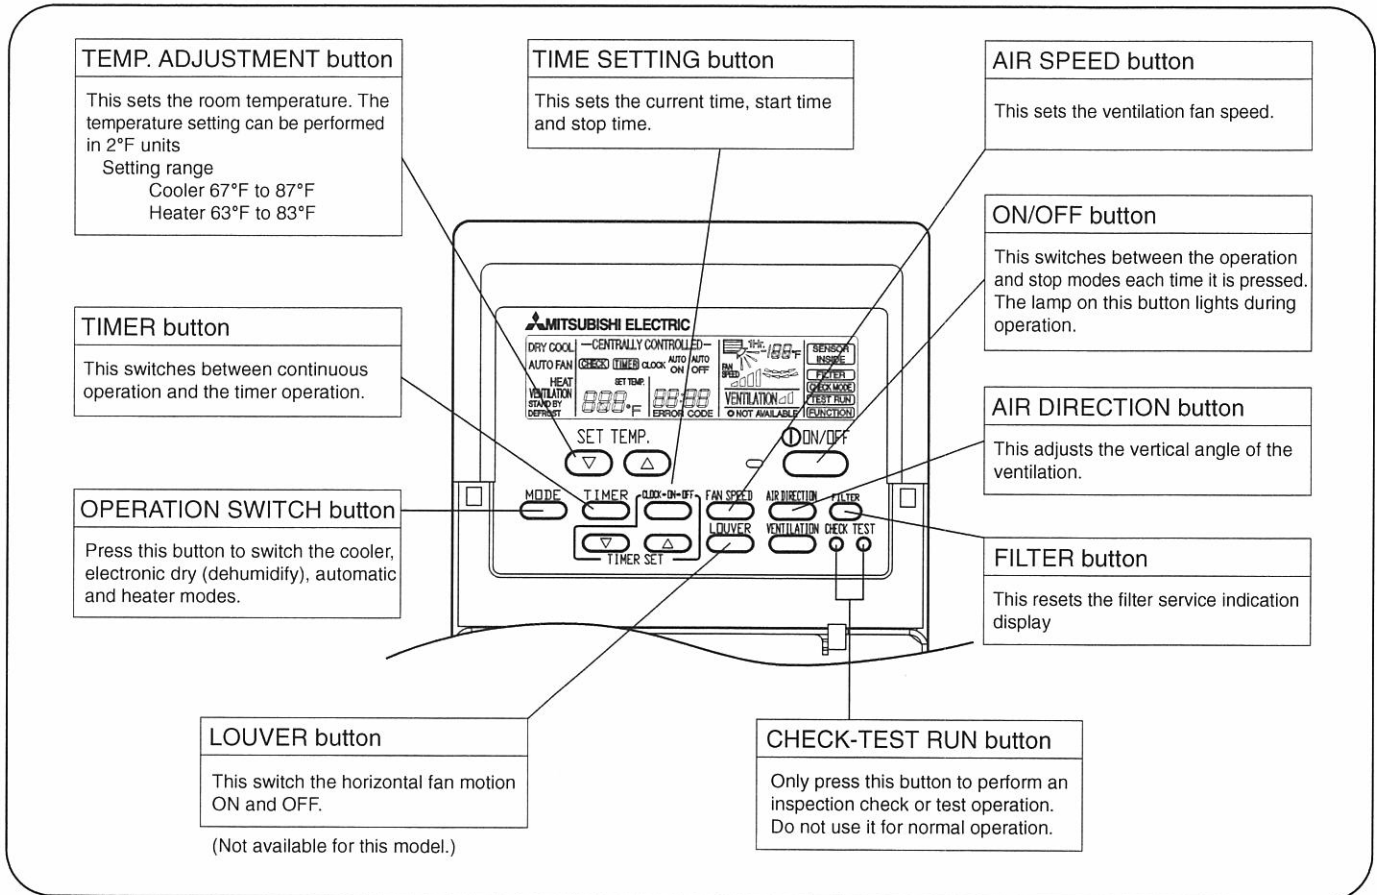 TEMP. ADJUSTMENT button
This sets the room temperature. The
temperature setting can be performed
in 2°F units
Setting range
Cooler 67°F to 87°F
Heater 63°F to 83°F
TIME SETTING button
This sets the current time, start time
and stop time.
AIR SPEED button
This sets the ventilation fan speed.
ON/OFF button
This switches between the operation
and stop modes each time it is pressed.
The lamp on this button lights during
operation.
TIMER button
This switches between continuous
operation and the timer operation.
AIR DIRECTION button
This adjusts the vertical angle of the
ventilation.
OPERATION SWITCH button
Press this button to switch the cooler,
electronic dry (dehumidify), automatic
and heater modes.
FILTER button
This resets the filter service indication
display
MITSUBISHI ELECTRIC
DRY COOL
AUTO FAN
HEAT
VENTILATION
STAND BY
DEFROST
CENTRALLY CONTROLLED
CHECK TIMER CLOCK AUTO ON AUTO OFF
SET TEMP.
888°F
88:88
ERROR CODE
1Hr.
-188°F
FAN SPEED
VENTILATION
NOT AVAILABLE
SENSOR
INSIDE
FILTER
CHECK MODE
TEST RUN
FUNCTION
SET TEMP.
▽ △
ON/OFF
MODE TIMER CLOCK→ON→OFF FAN SPEED AIR DIRECTION FILTER
LOUVER VENTILATION CHECK TEST
▽ △
TIMER SET
LOUVER button
This switch the horizontal fan motion
ON and OFF.
(Not available for this model.)
CHECK-TEST RUN button
Only press this button to perform an
inspection check or test operation.
Do not use it for normal operation.